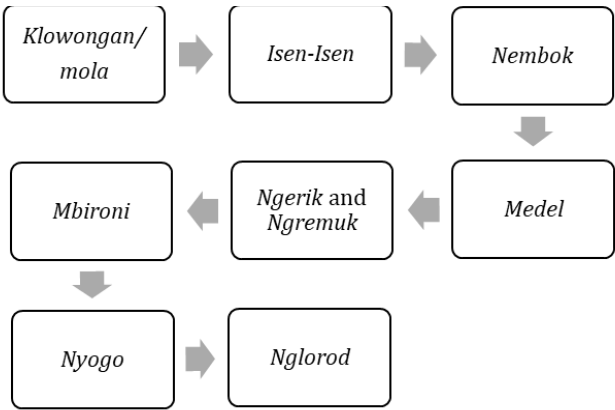 Klowongan/
mola
Isen-Isen
Nembok
Medel
Ngerik and
Ngremuk
Mbironi
Nyogo
Nglorod